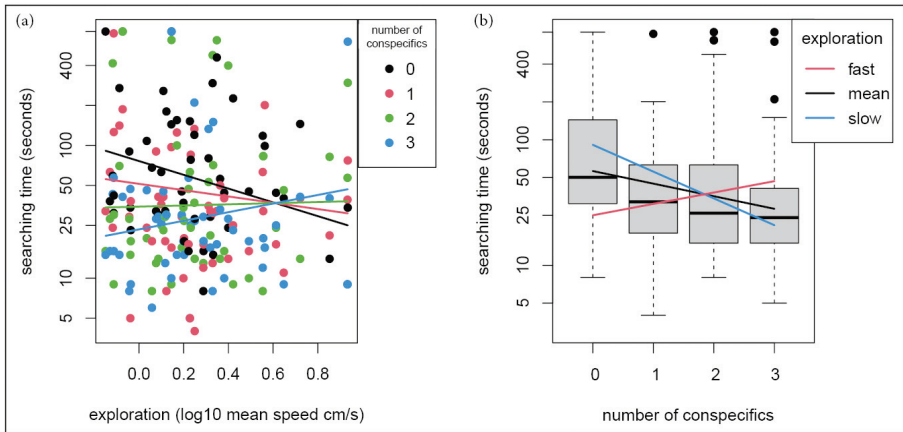 (a)
searching time (seconds)
400
100
50
25
10
5
0.0 0.2 0.4 0.6 0.8
exploration (log10 mean speed cm/s)
number of
conspecifics
0
1
2
3
(b)
searching time (seconds)
400
100
50
25
10
5
0 1 2 3
number of conspecifics
exploration
fast
mean
slow